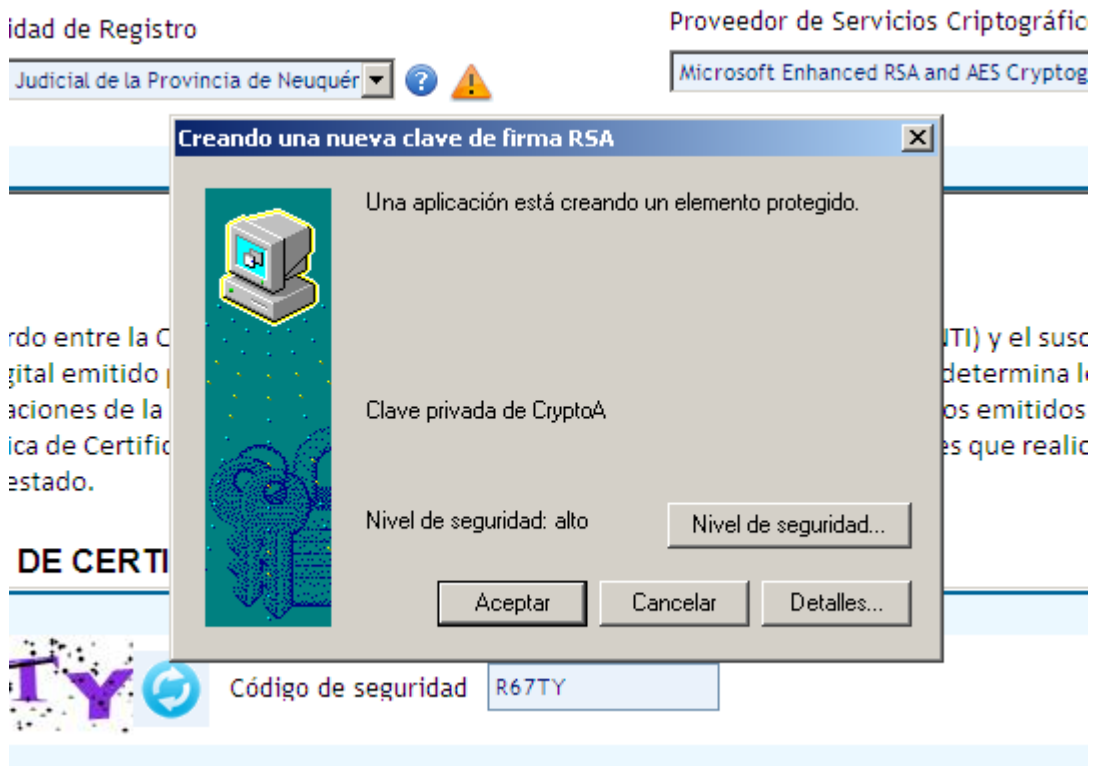 idad de Registro
Proveedor de Servicios Criptográfic
Judicial de la Provincia de Neuquér
Microsoft Enhanced RSA and AES Cryptog
Creando una nueva clave de firma RSA
Una aplicación está creando un elemento protegido.
rdo entre la C
NTI) y el susc
gital emitido
determina l
Clave privada de CryptoA
aciones de la
os emitidos
ica de Certific
es que realic
estado.
Nivel de seguridad: alto
Nivel de seguridad...
DE CERTI
Aceptar
Cancelar
Detalles...
TY
Código de seguridad
R67TY